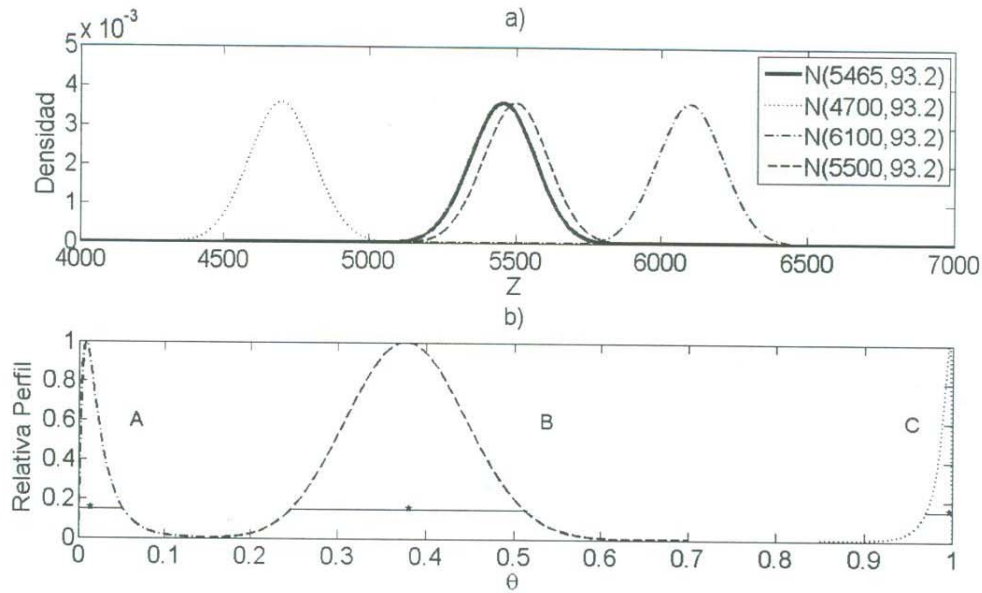 a)
5 x 10⁻³
4
3
2
1
0
Densidad
4000 4500 5000 5500 6000 6500 7000
Z
N(5465,93.2)
N(4700,93.2)
N(6100,93.2)
N(5500,93.2)
b)
1
0.8
0.6
0.4
0.2
0
Relativa Perfil
A
B
C
*
*
*
0 0.1 0.2 0.3 0.4 0.5 0.6 0.7 0.8 0.9 1
θ